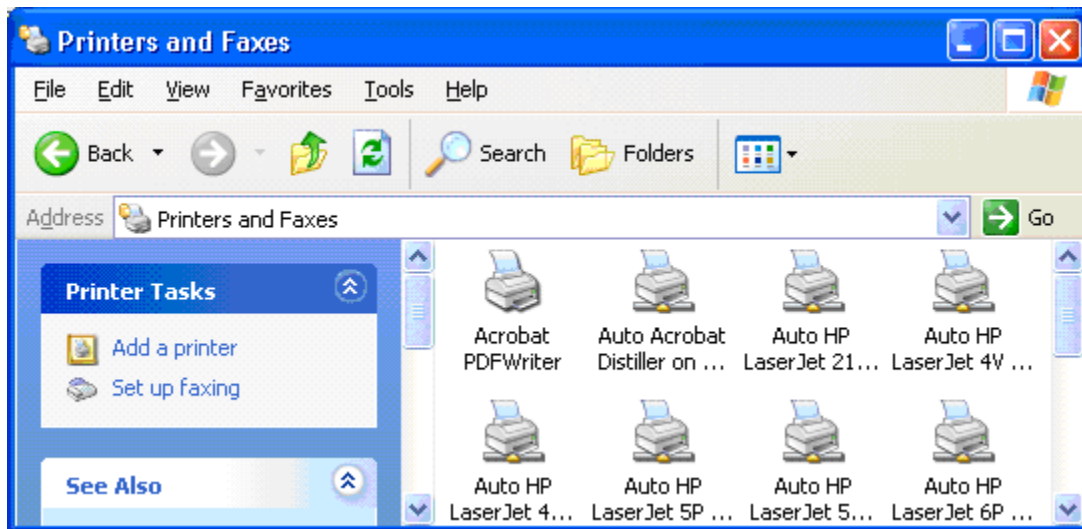 Printers and Faxes
File Edit View Favorites Tools Help
Back Search Folders
Address Printers and Faxes Go
Printer Tasks
Add a printer
Set up faxing
See Also
Acrobat PDFWriter
Auto Acrobat Distiller on ...
Auto HP LaserJet 21...
Auto HP LaserJet 4V ...
Auto HP LaserJet 4...
Auto HP LaserJet 5P ...
Auto HP LaserJet 5...
Auto HP LaserJet 6P ...